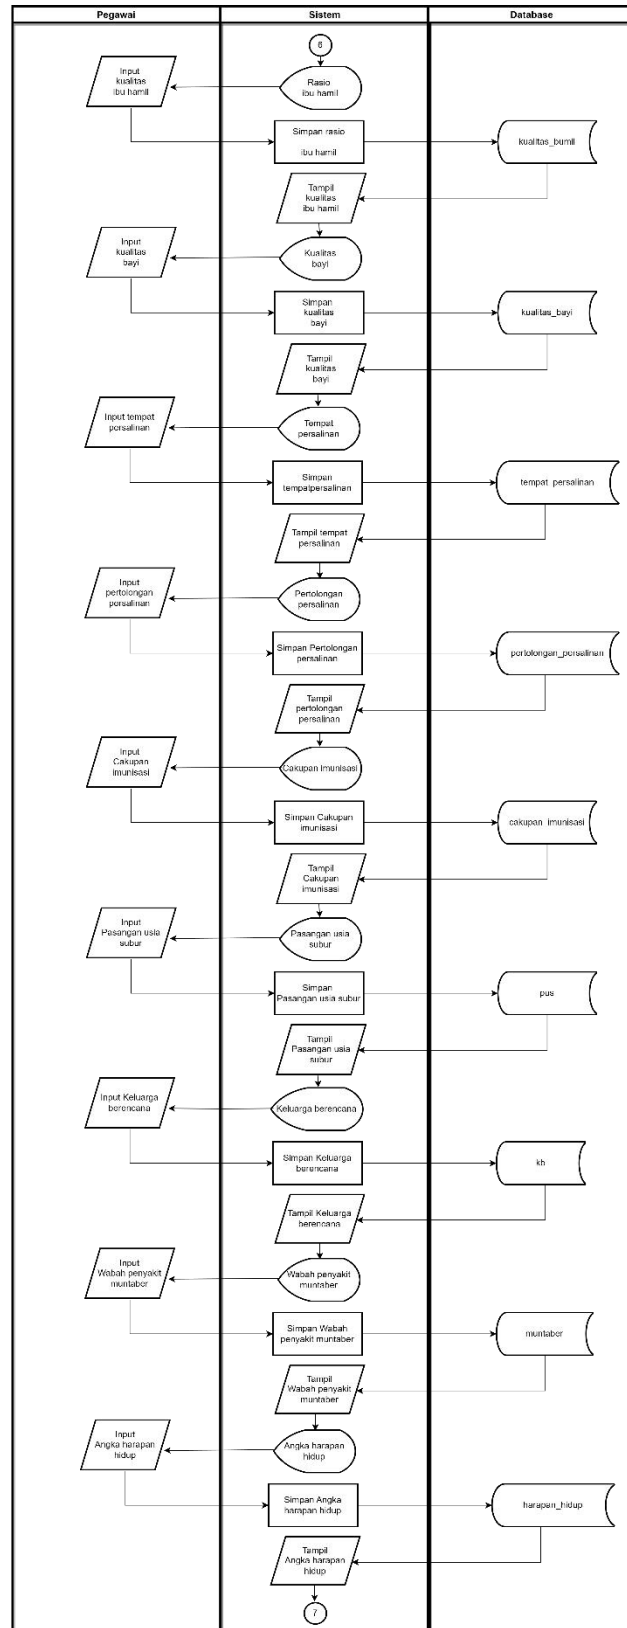 Pegawai
Sistem
Database
6
Rasio
ibu hamil
Input
kualitas
ibu hamil
Simpan rasio
ibu hamil
kualitas_bumil
Tampil
kualitas
ibu hamil
Kualitas
bayi
Input
kualitas
bayi
Simpan
kualitas
bayi
kualitas_bayi
Tampil
kualitas
bayi
Tempat
persalinan
Input tempat
persalinan
Simpan
tempatpersalinan
tempat_persalinan
Tampil tempat
persalinan
Pertolongan
persalinan
Input
pertolongan
persalinan
Simpan Pertolongan
persalinan
pertolongan_persalinan
Tampil
pertolongan
persalinan
Cakupan imunisasi
Input
Cakupan
imunisasi
Simpan Cakupan
imunisasi
cakupan_imunisasi
Tampil
Cakupan
imunisasi
Pasangan usia
subur
Input
Pasangan usia
subur
Simpan
Pasangan usia subur
pus
Tampil
Pasangan usia
subur
Keluarga berencana
Input Keluarga
berencana
Simpan Keluarga
berencana
kb
Tampil Keluarga
berencana
Wabah penyakit
muntaber
Input
Wabah penyakit
muntaber
Simpan Wabah
penyakit muntaber
muntaber
Tampil
Wabah penyakit
muntaber
Angka harapan
hidup
Input
Angka harapan
hidup
Simpan Angka
harapan hidup
harapan_hidup
Tampil
Angka harapan
hidup
7